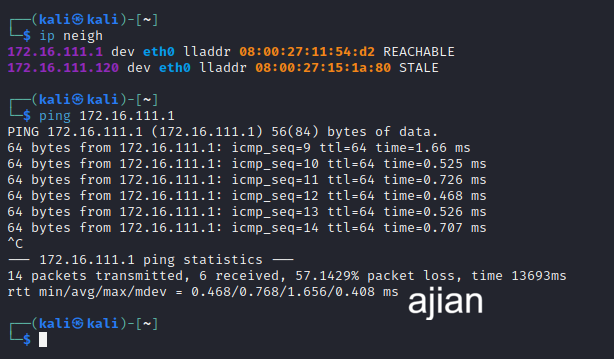 ┌──(kali㉿kali)-[~]
└─$ ip neigh
172.16.111.1 dev eth0 lladdr 08:00:27:11:54:d2 REACHABLE
172.16.111.120 dev eth0 lladdr 08:00:27:15:1a:80 STALE
┌──(kali㉿kali)-[~]
└─$ ping 172.16.111.1
PING 172.16.111.1 (172.16.111.1) 56(84) bytes of data.
64 bytes from 172.16.111.1: icmp_seq=9 ttl=64 time=1.66 ms
64 bytes from 172.16.111.1: icmp_seq=10 ttl=64 time=0.525 ms
64 bytes from 172.16.111.1: icmp_seq=11 ttl=64 time=0.726 ms
64 bytes from 172.16.111.1: icmp_seq=12 ttl=64 time=0.468 ms
64 bytes from 172.16.111.1: icmp_seq=13 ttl=64 time=0.526 ms
64 bytes from 172.16.111.1: icmp_seq=14 ttl=64 time=0.707 ms
^C
--- 172.16.111.1 ping statistics ---
14 packets transmitted, 6 received, 57.1429% packet loss, time 13693ms
rtt min/avg/max/mdev = 0.468/0.768/1.656/0.408 ms
ajian
┌──(kali㉿kali)-[~]
└─$